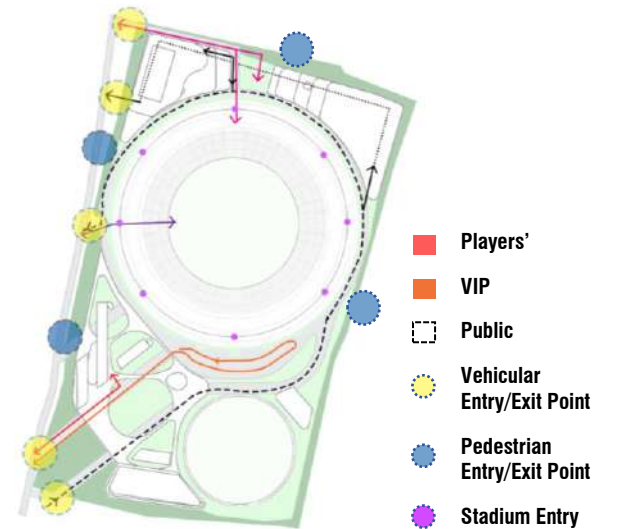 Players'
VIP
Public
Vehicular
Entry/Exit Point
Pedestrian
Entry/Exit Point
Stadium Entry